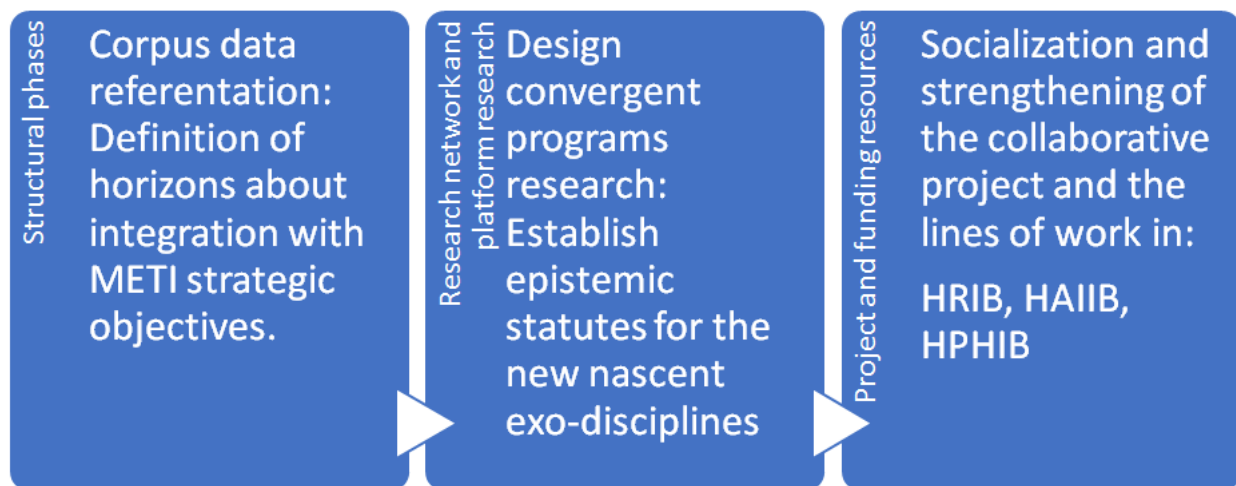 Structural phases
Corpus data
referentation:
Definition of
horizons about
integration with
METI strategic
objectives.
Research network and
platform research
Design
convergent
programs
research:
Establish
epistemic
statutes for the
new nascent
exo-disciplines
Project and funding resources
Socialization and
strengthening of
the collaborative
project and the
lines of work in:
HRIB, HAIIB,
HPHIB